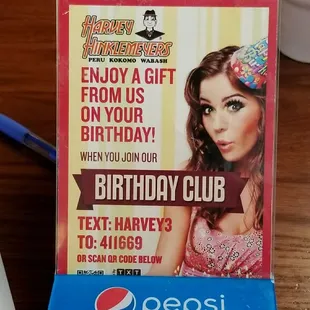 HARVEY
HINKLEMEYERS
PERU KOKOMO WABASH
ENJOY A GIFT
FROM US
ON YOUR
BIRTHDAY!
WHEN YOU JOIN OUR
BIRTHDAY CLUB
TEXT: HARVEY3
TO: 411669
OR SCAN QR CODE BELOW
TXT
pepsi